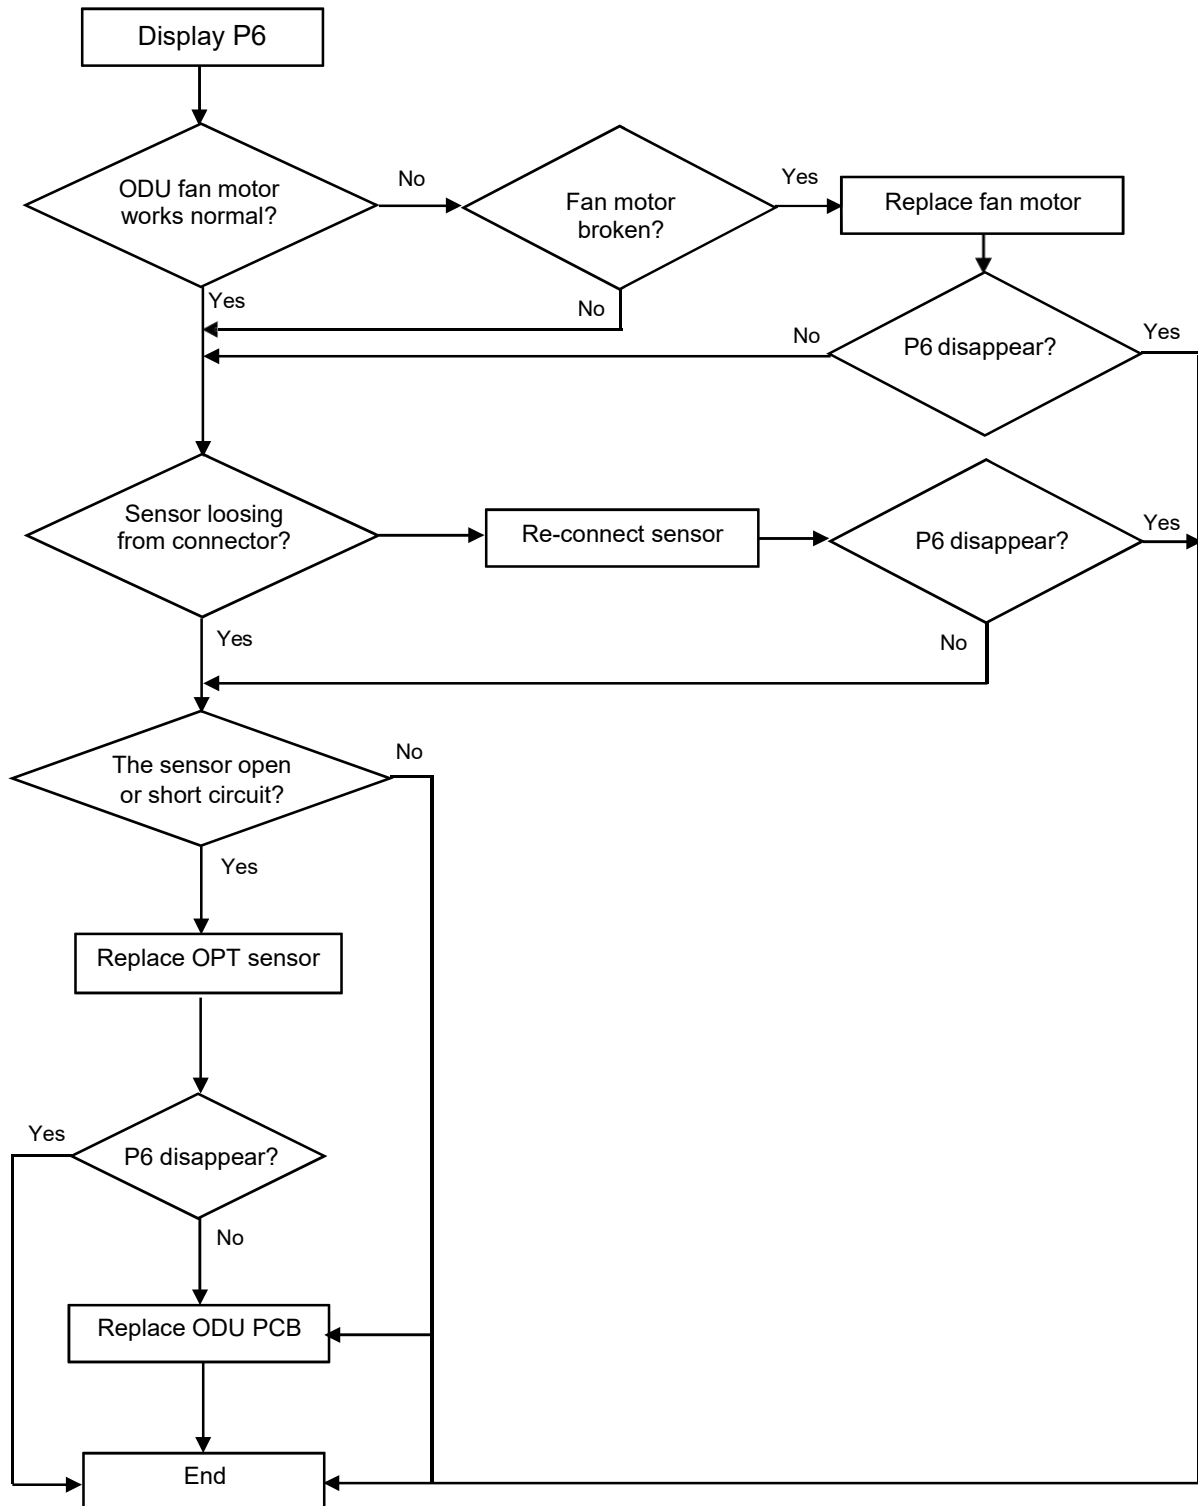 Display P6
ODU fan motor
works normal?
No
Fan motor
broken?
Yes
Replace fan motor
Yes
No
No
P6 disappear?
Yes
Sensor loosing
from connector?
Re-connect sensor
P6 disappear?
Yes
Yes
No
The sensor open
or short circuit?
No
Yes
Replace OPT sensor
Yes
P6 disappear?
No
Replace ODU PCB
End